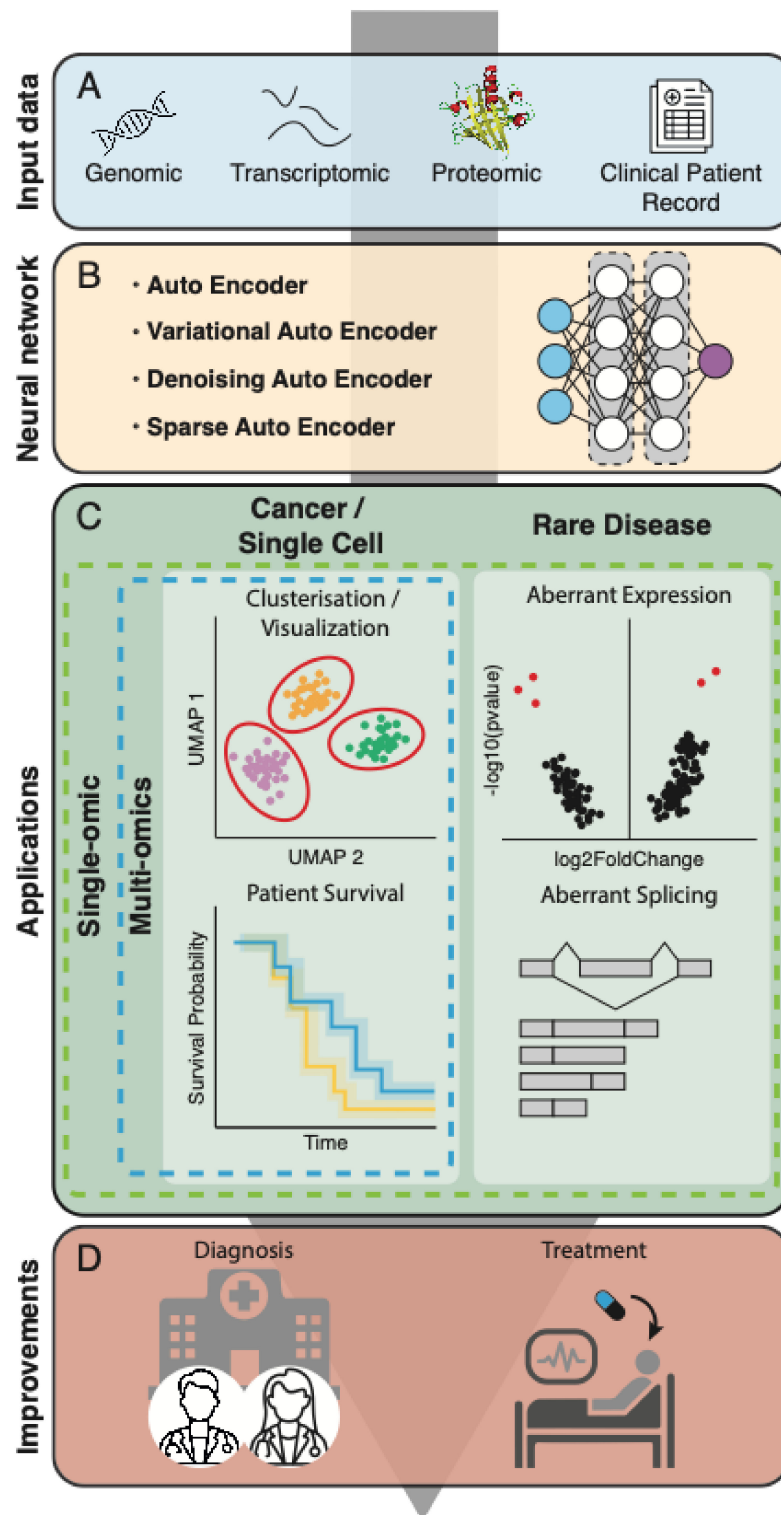 Input data
A
Genomic
Transcriptomic
Proteomic
Clinical Patient
Record
Neural network
B
· Auto Encoder
· Variational Auto Encoder
· Denoising Auto Encoder
· Sparse Auto Encoder
Applications
C
Cancer /
Single Cell
Rare Disease
Single-omic
Multi-omics
Clusterisation /
Visualization
UMAP 1
UMAP 2
Patient Survival
Survival Probability
Time
Aberrant Expression
-log10(pvalue)
log2FoldChange
Aberrant Splicing
Improvements
D
Diagnosis
Treatment